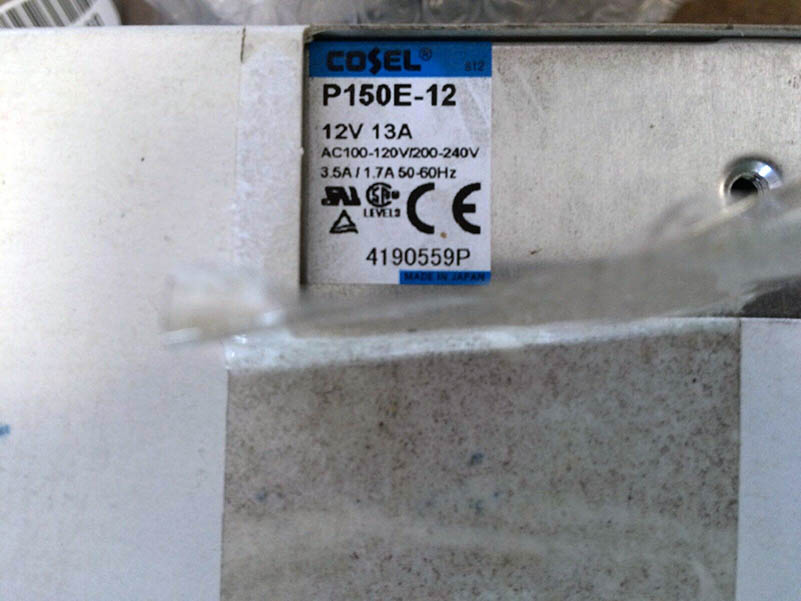 COSEL®
812
P150E-12
12V 13A
AC100-120V/200-240V
3.5A / 1.7A 50-60Hz
LEVEL3
CE
4190559P
MADE IN JAPAN